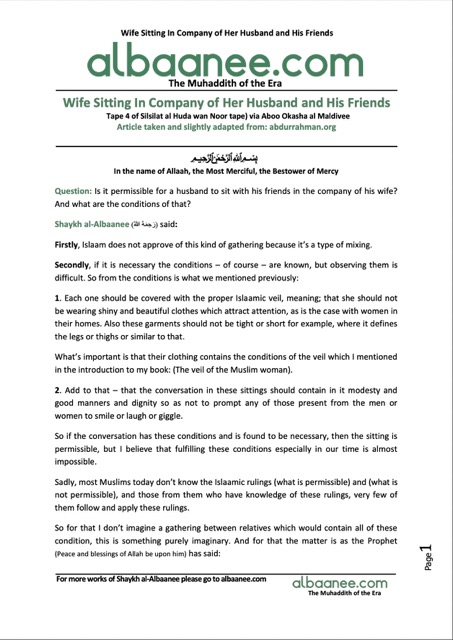 Wife Sitting In Company of Her Husband and His Friends
albaanee.com
The Muhaddith of the Era
Wife Sitting In Company of Her Husband and His Friends
Tape 4 of Silsilat al Huda wan Noor tape) via Aboo Okasha al Maldivee
Article taken and slightly adapted from: abdurrahman.org
بِسْمِ اللَّهِ الرَّحْمَٰنِ الرَّحِيمِ
In the name of Allaah, the Most Merciful, the Bestower of Mercy
Question: Is it permissible for a husband to sit with his friends in the company of his wife?
And what are the conditions of that?
Shaykh al-Albaanee (رَحِمَهُ اللهُ) said:
Firstly, Islaam does not approve of this kind of gathering because it's a type of mixing.
Secondly, if it is necessary the conditions – of course – are known, but observing them is
difficult. So from the conditions is what we mentioned previously:
1. Each one should be covered with the proper Islaamic veil, meaning; that she should not
be wearing shiny and beautiful clothes which attract attention, as is the case with women in
their homes. Also these garments should not be tight or short for example, where it defines
the legs or thighs or similar to that.
What's important is that their clothing contains the conditions of the veil which I mentioned
in the introduction to my book: (The veil of the Muslim woman).
2. Add to that – that the conversation in these sittings should contain in it modesty and
good manners and dignity so as not to prompt any of those present from the men or
women to smile or laugh or giggle.
So if the conversation has these conditions and is found to be necessary, then the sitting is
permissible, but I believe that fulfilling these conditions especially in our time is almost
impossible.
Sadly, most Muslims today don't know the Islaamic rulings (what is permissible) and (what is
not permissible), and those from them who have knowledge of these rulings, very few of
them follow and apply these rulings.
So for that I don't imagine a gathering between relatives which would contain all of these
condition, this is something purely imaginary. And for that the matter is as the Prophet
(Peace and blessings of Allah be upon him) has said:
Page1
For more works of Shaykh al-Albaanee please go to albaanee.com
albaanee.com
The Muhaddith of the Era